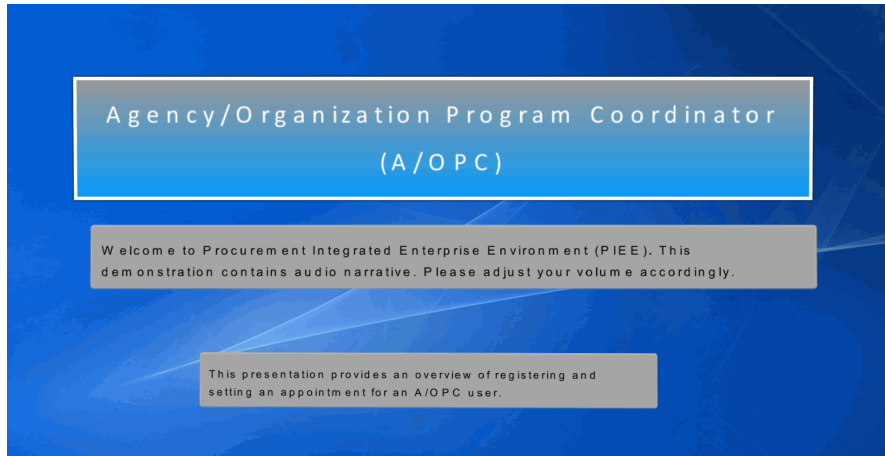 Agency/Organization Program Coordinator
(A/OPC)
Welcome to Procurement Integrated Enterprise Environment (PIEE). This
demonstration contains audio narrative. Please adjust your volume accordingly.
This presentation provides an overview of registering and
setting an appointment for an A/OPC user.